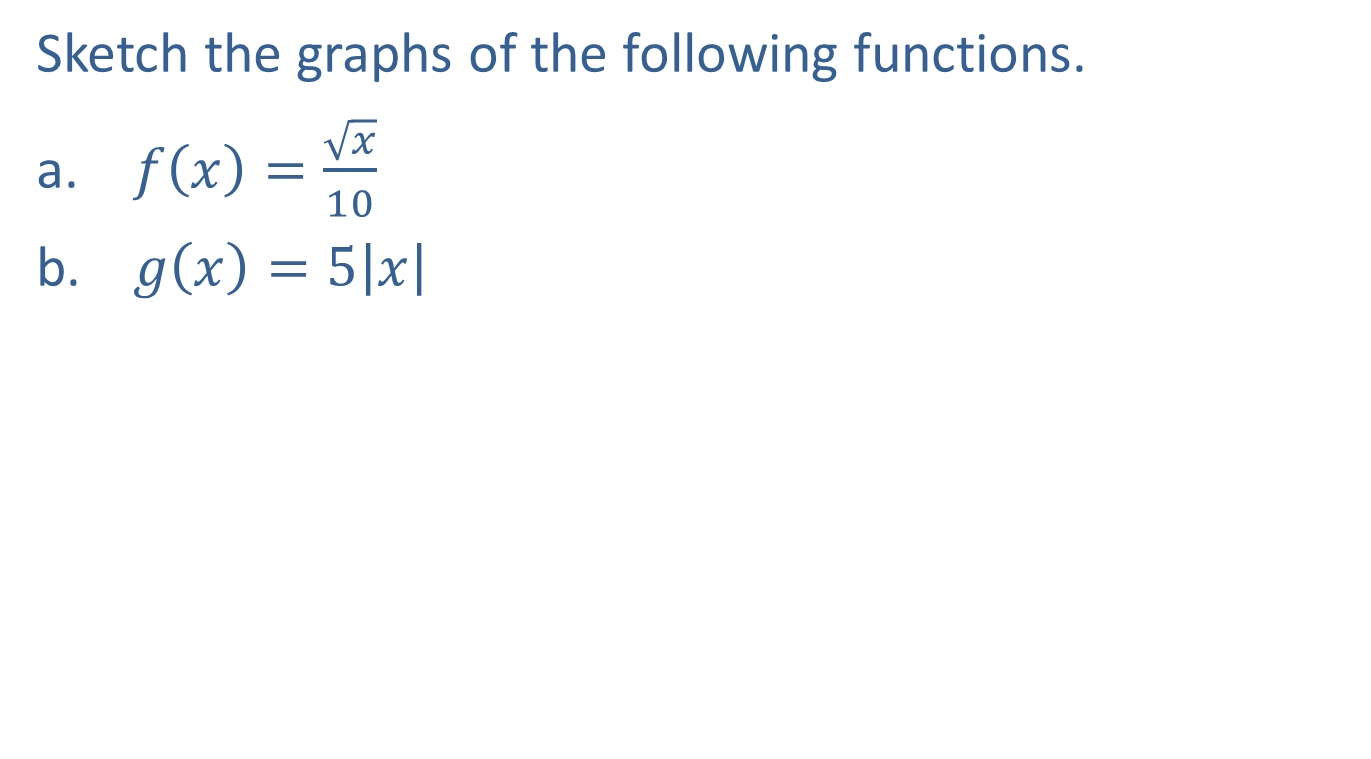 Sketch the graphs of the following functions.
a. f(x) = √x/10
b. g(x) = 5|x|